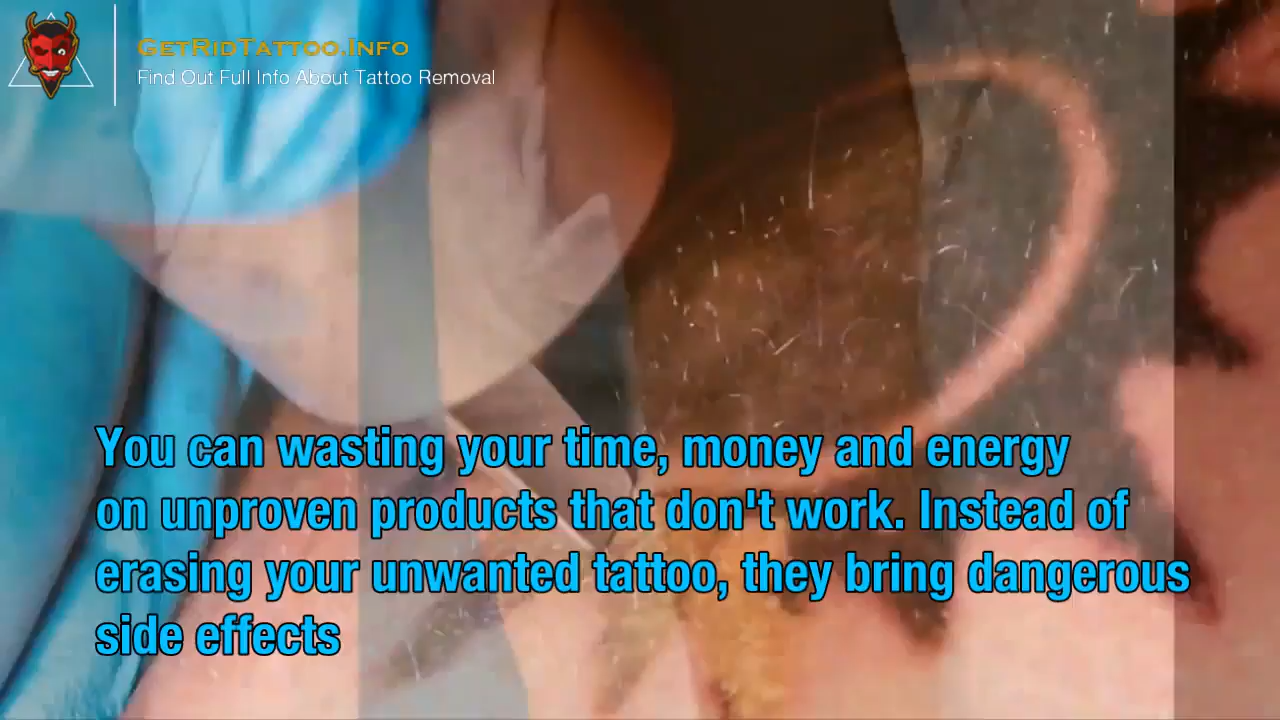 GetRidTattoo.Info
Find Out Full Info About Tattoo Removal
You can wasting your time, money and energy
on unproven products that don't work. Instead of
erasing your unwanted tattoo, they bring dangerous
side effects